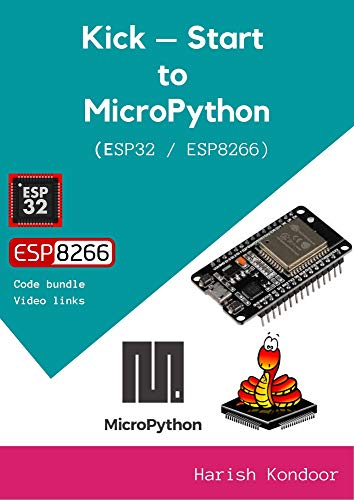 Kick – Start
to
MicroPython
(ESP32 / ESP8266)
ESP
32
ESP8266
Code bundle
Video links
MicroPython
Harish Kondoor